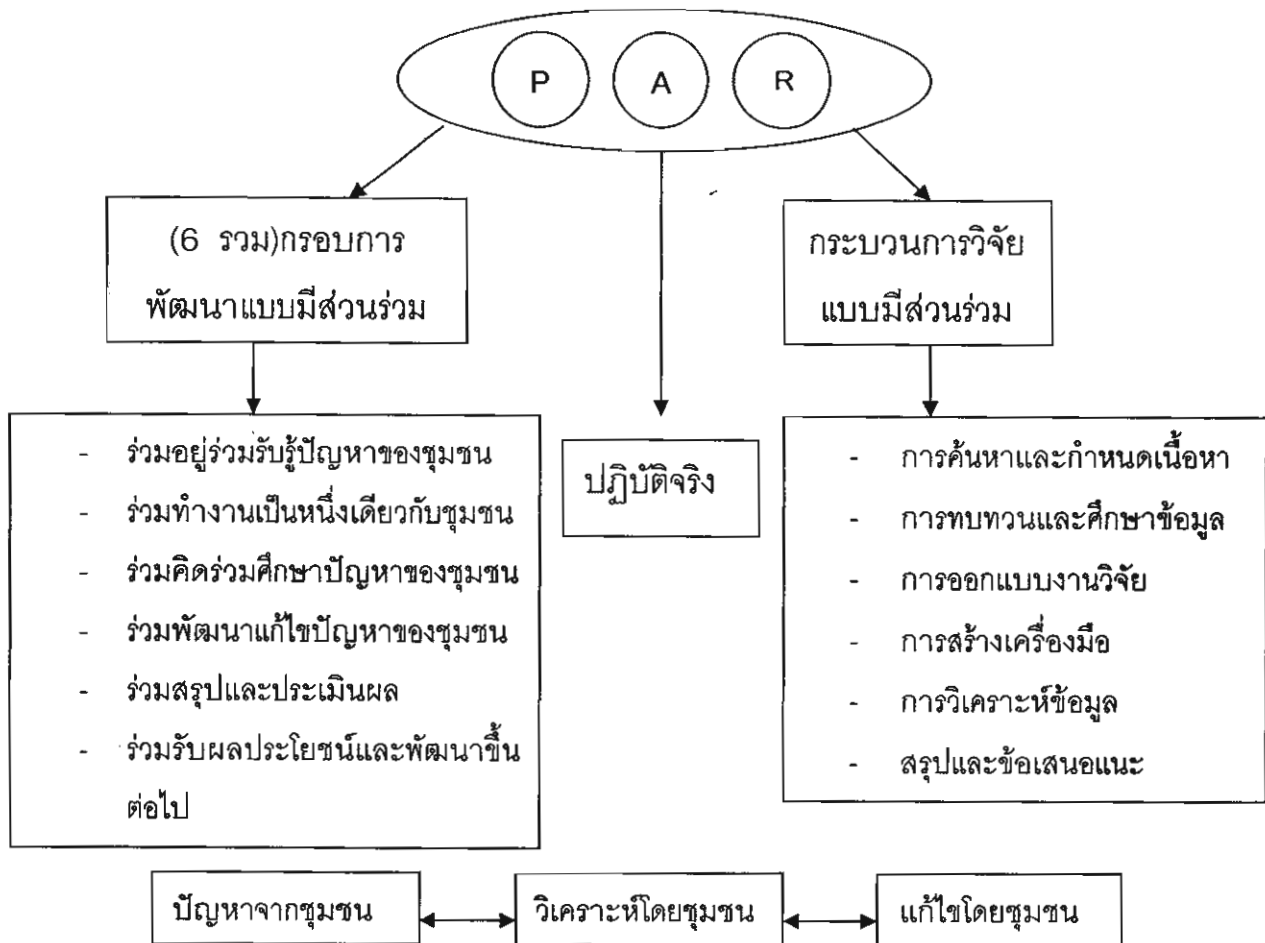 P A R
(6 รวม)กรอบการ
พัฒนาแบบมีส่วนร่วม
กระบวนการวิจัย
แบบมีส่วนร่วม
- ร่วมอยู่ร่วมรับรู้ปัญหาของชุมชน
- ร่วมทำงานเป็นหนึ่งเดียวกับชุมชน
- ร่วมคิดร่วมศึกษาปัญหาของชุมชน
- ร่วมพัฒนาแก้ไขปัญหาของชุมชน
- ร่วมสรุปและประเมินผล
- ร่วมรับผลประโยชน์และพัฒนาขึ้น
ต่อไป
ปฏิบัติจริง
- การค้นหาและกำหนดเนื้อหา
- การทบทวนและศึกษาข้อมูล
- การออกแบบงานวิจัย
- การสร้างเครื่องมือ
- การวิเคราะห์ข้อมูล
- สรุปและข้อเสนอแนะ
ปัญหาจากชุมชน
วิเคราะห์โดยชุมชน
แก้ไขโดยชุมชน